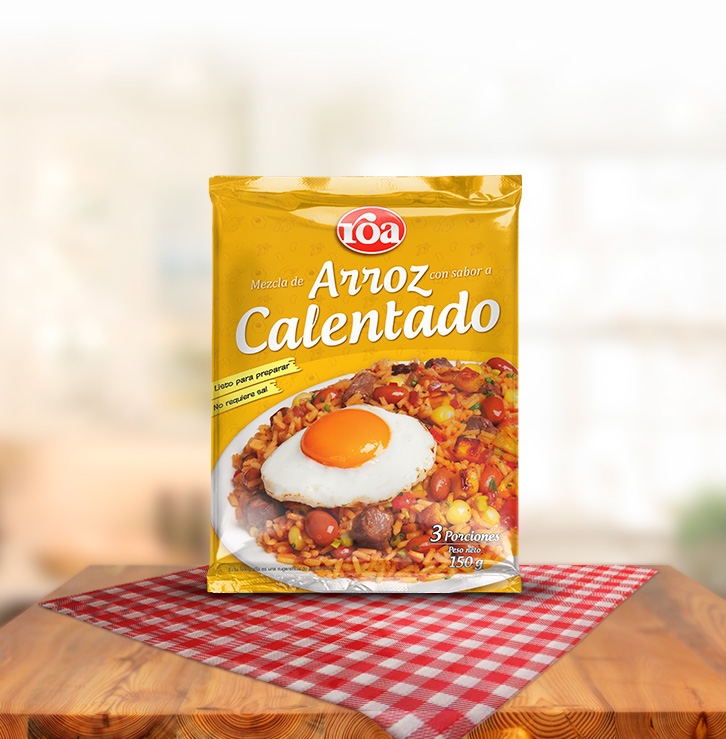 roa
Mezcla de Arroz con sabor a
Calentado
Listo para preparar
No requiere sal
3 Porciones
Peso neto
150 g